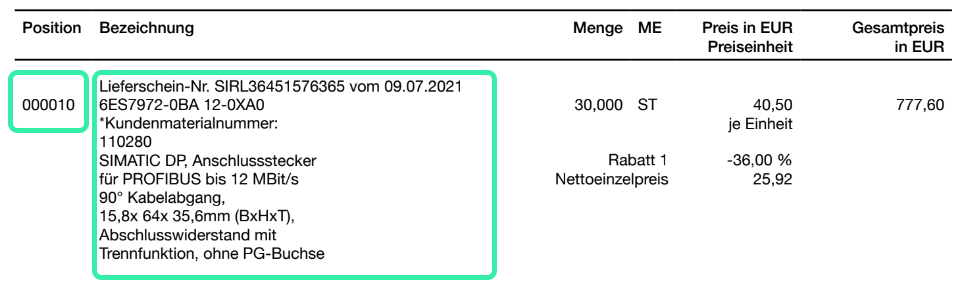 Position Bezeichnung Menge ME Preis in EUR Gesamtpreis
Preiseinheit in EUR
Lieferschein-Nr. SIRL36451576365 vom 09.07.2021
000010 6ES7972-0BA 12-0XA0 30,000 ST 40,50 777,60
*Kundenmaterialnummer: je Einheit
110280
SIMATIC DP, Anschlussstecker Rabatt 1 -36,00 %
für PROFIBUS bis 12 MBit/s Nettoeinzelpreis 25,92
90° Kabelabgang,
15,8x 64x 35,6mm (BxHxT),
Abschlusswiderstand mit
Trennfunktion, ohne PG-Buchse